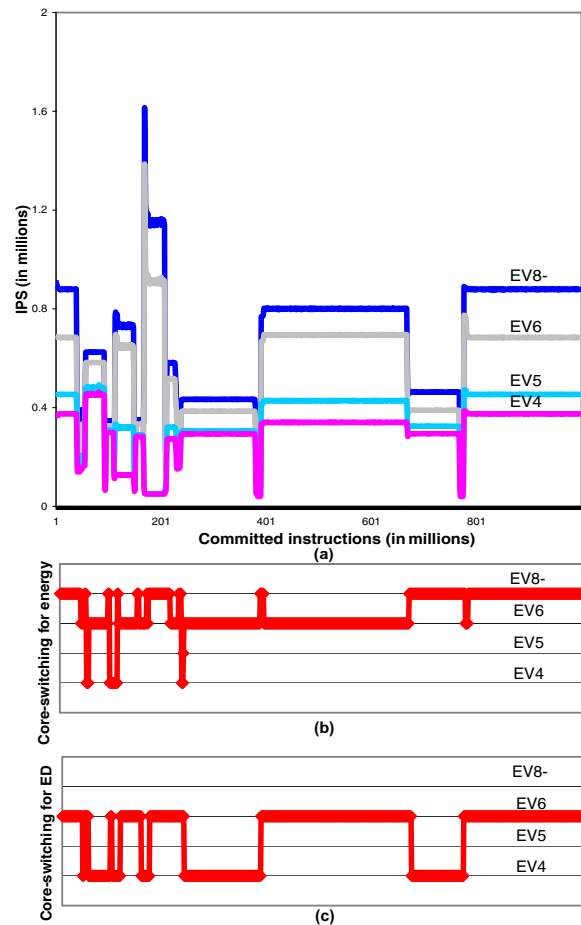 2
1.6
1.2
0.8
0.4
0
IPS (in millions)
EV8-
EV6
EV5
EV4
1 201 401 601 801
Committed instructions (in millions)
(a)
Core-switching for energy
EV8-
EV6
EV5
EV4
(b)
Core-switching for ED
EV8-
EV6
EV5
EV4
(c)